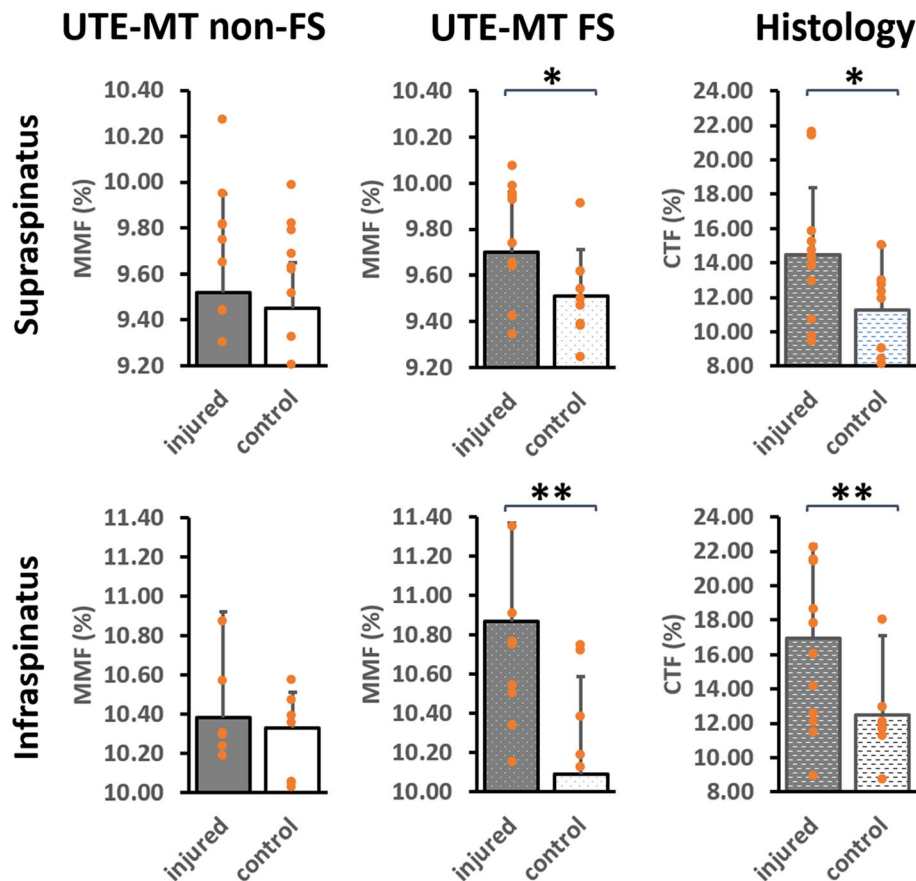 UTE-MT non-FS
UTE-MT FS
Histology
Supraspinatus
MMF (%)
10.40
10.20
10.00
9.80
9.60
9.40
9.20
injured
control
MMF (%)
10.40
10.20
10.00
9.80
9.60
9.40
9.20
*
injured
control
CTF (%)
24.00
22.00
20.00
18.00
16.00
14.00
12.00
10.00
8.00
*
injured
control
Infraspinatus
MMF (%)
11.40
11.20
11.00
10.80
10.60
10.40
10.20
10.00
injured
control
MMF (%)
11.40
11.20
11.00
10.80
10.60
10.40
10.20
10.00
**
injured
control
CTF (%)
24.00
22.00
20.00
18.00
16.00
14.00
12.00
10.00
8.00
**
injured
control